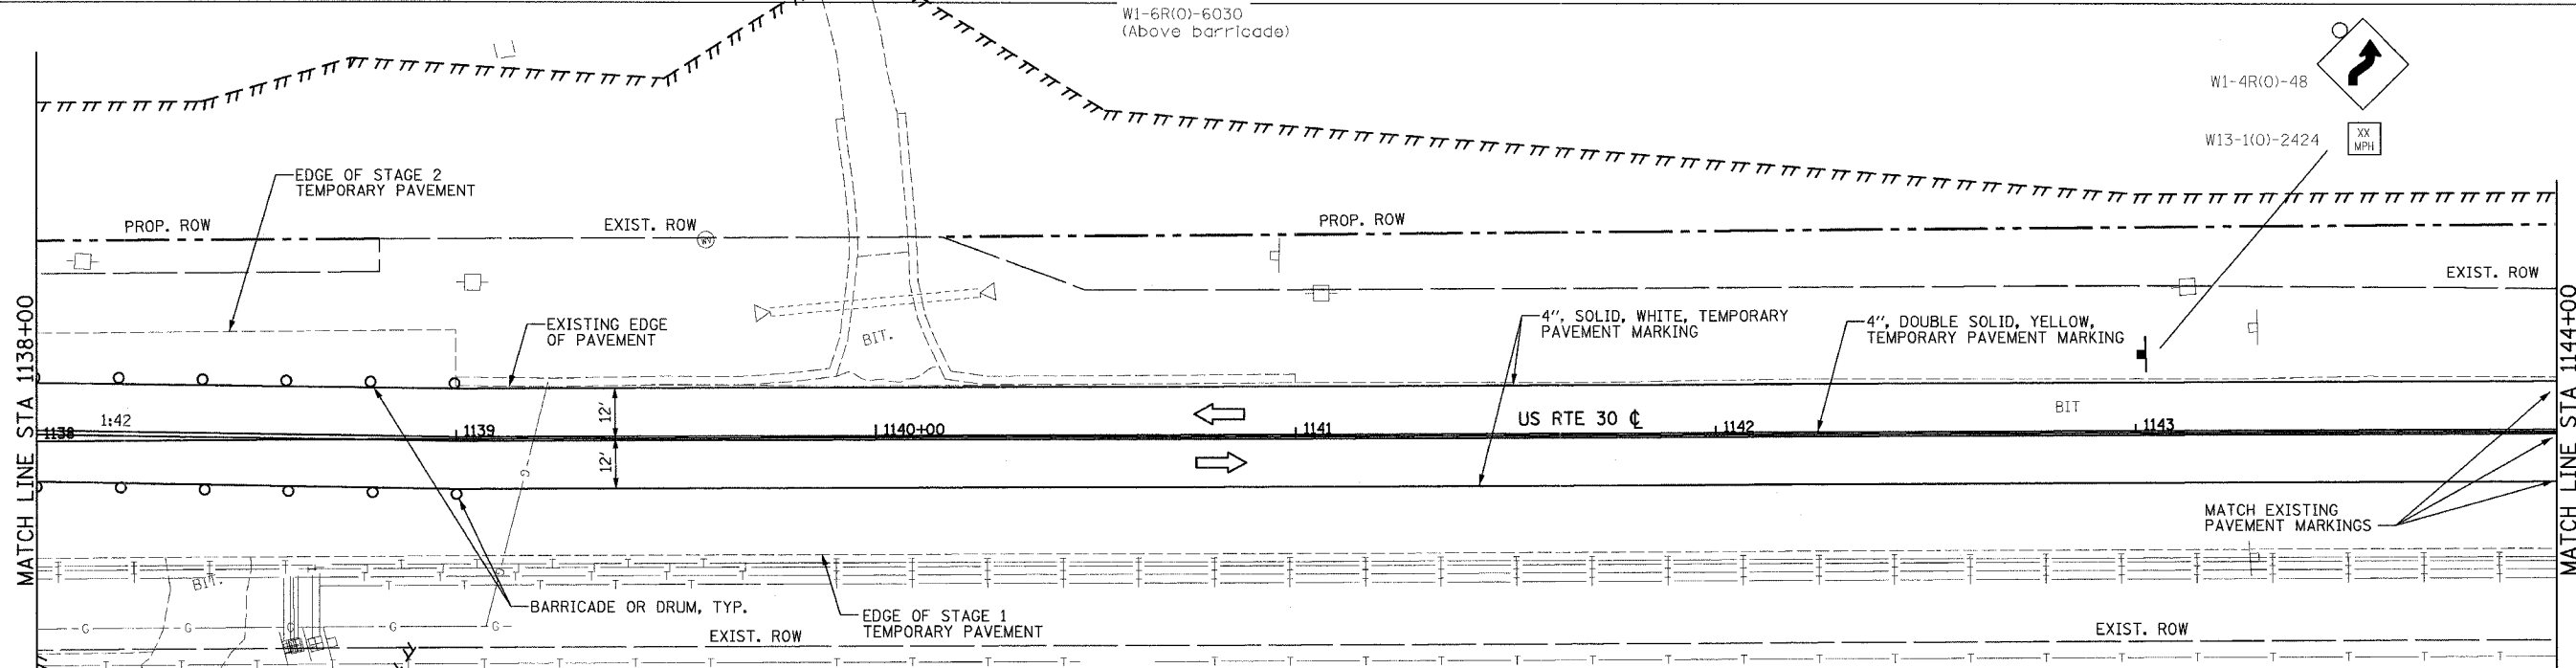 W1-6R(O)-6030
(Above barricade)
W1-4R(O)-48
W13-1(O)-2424
XX
MPH
EDGE OF STAGE 2
TEMPORARY PAVEMENT
PROP. ROW
EXIST. ROW
PROP. ROW
EXIST. ROW
MATCH LINE STA 1138+00
EXISTING EDGE
OF PAVEMENT
BIT.
4", SOLID, WHITE, TEMPORARY
PAVEMENT MARKING
4", DOUBLE SOLID, YELLOW,
TEMPORARY PAVEMENT MARKING
MATCH LINE STA 1144+00
1:42
12'
12'
1138
1139
1140+00
1141
US RTE 30 ℄
1142
1143
BIT
G
MATCH EXISTING
PAVEMENT MARKINGS
BIT
BARRICADE OR DRUM, TYP.
EDGE OF STAGE 1
TEMPORARY PAVEMENT
G
G
G
G
G
EXIST. ROW
EXIST. ROW